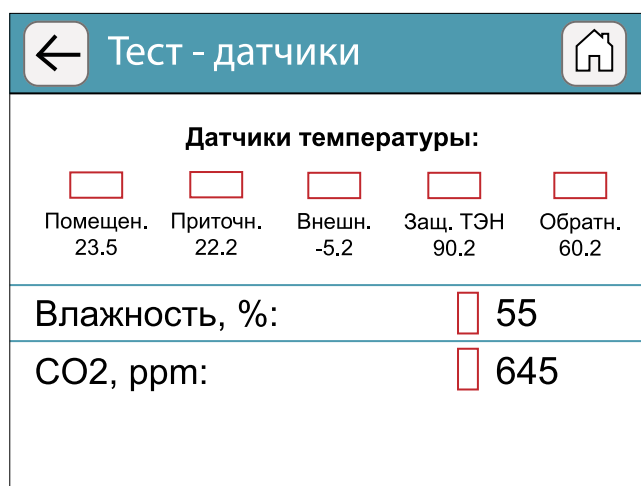 Тест - датчики
Датчики температуры:
Помещен. Приточн. Внешн. Защ. ТЭН Обратн.
23.5 22.2 -5.2 90.2 60.2
Влажность, %: 55
CO2, ppm: 645